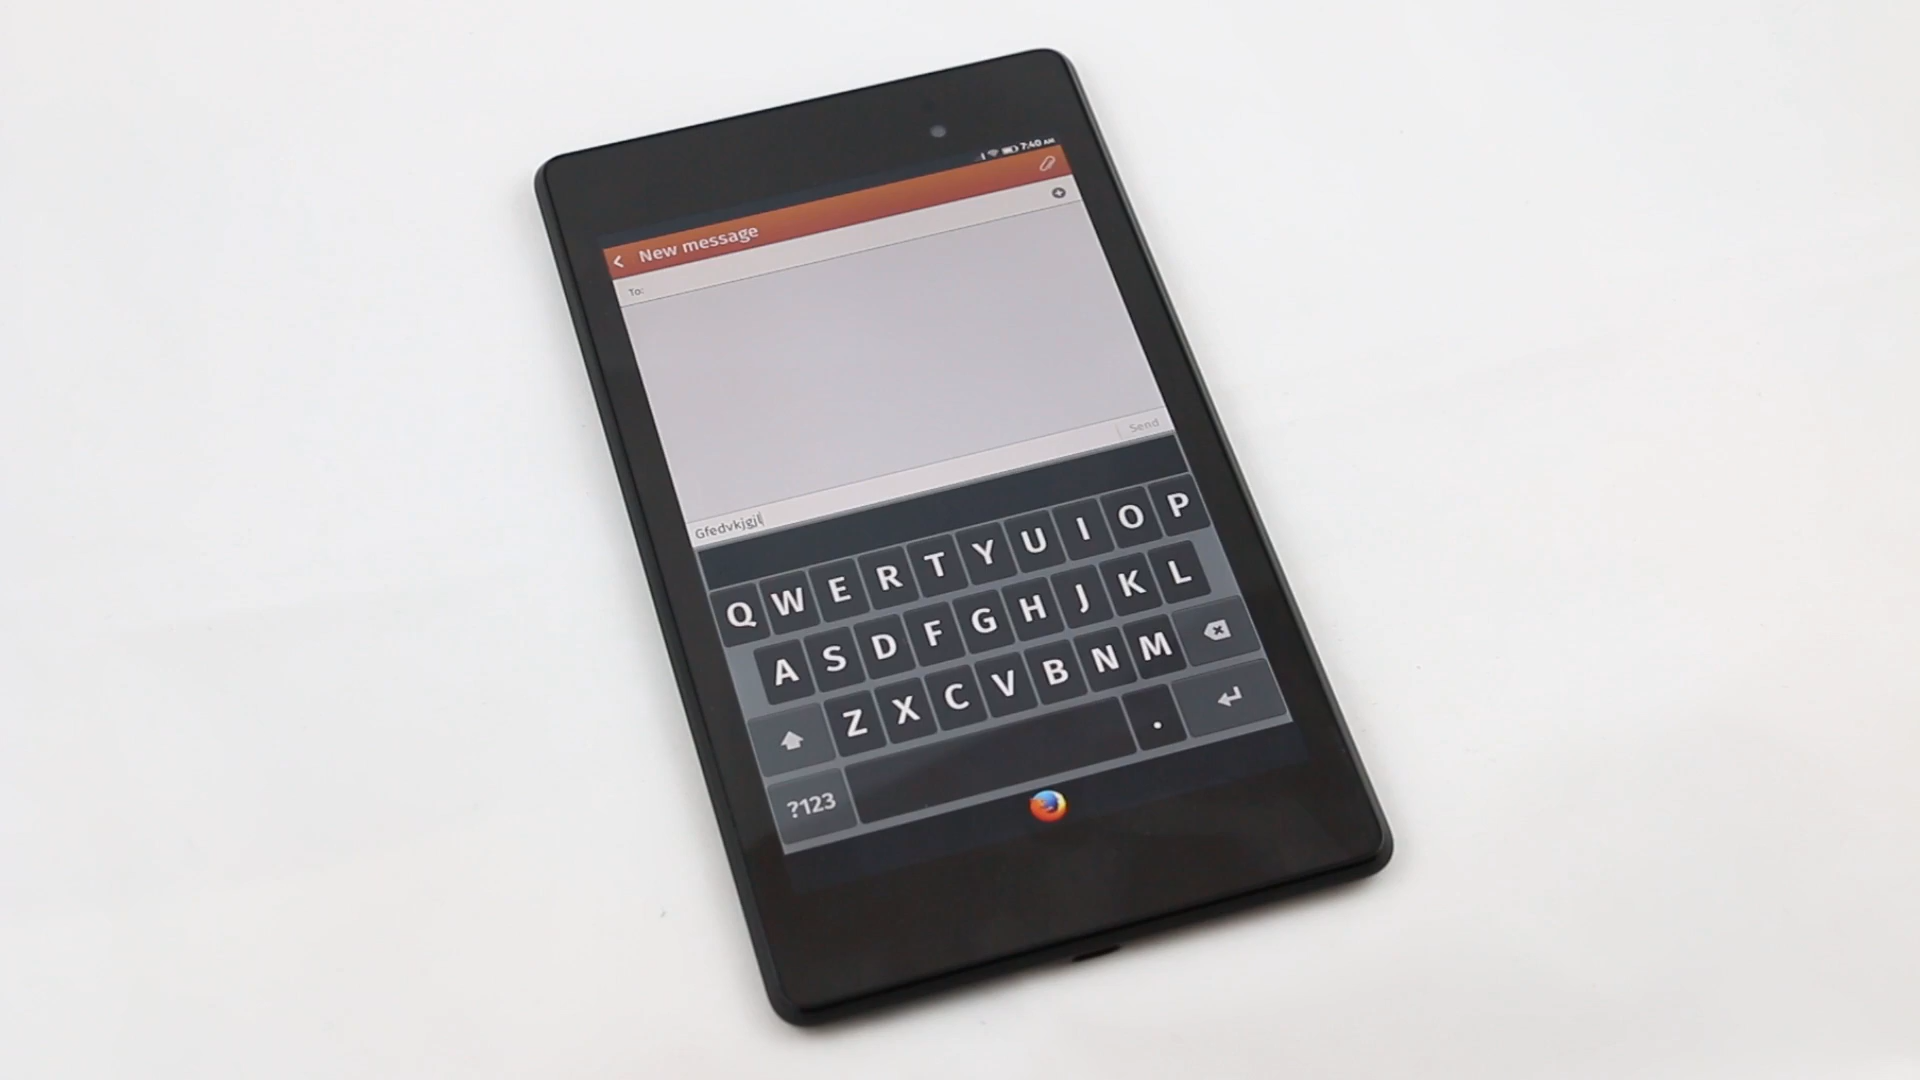 7:40 AM
New message
To:
Send
Gfedvkjgjl
Q W E R T Y U I O P
A S D F G H J K L
Z X C V B N M
?123 .